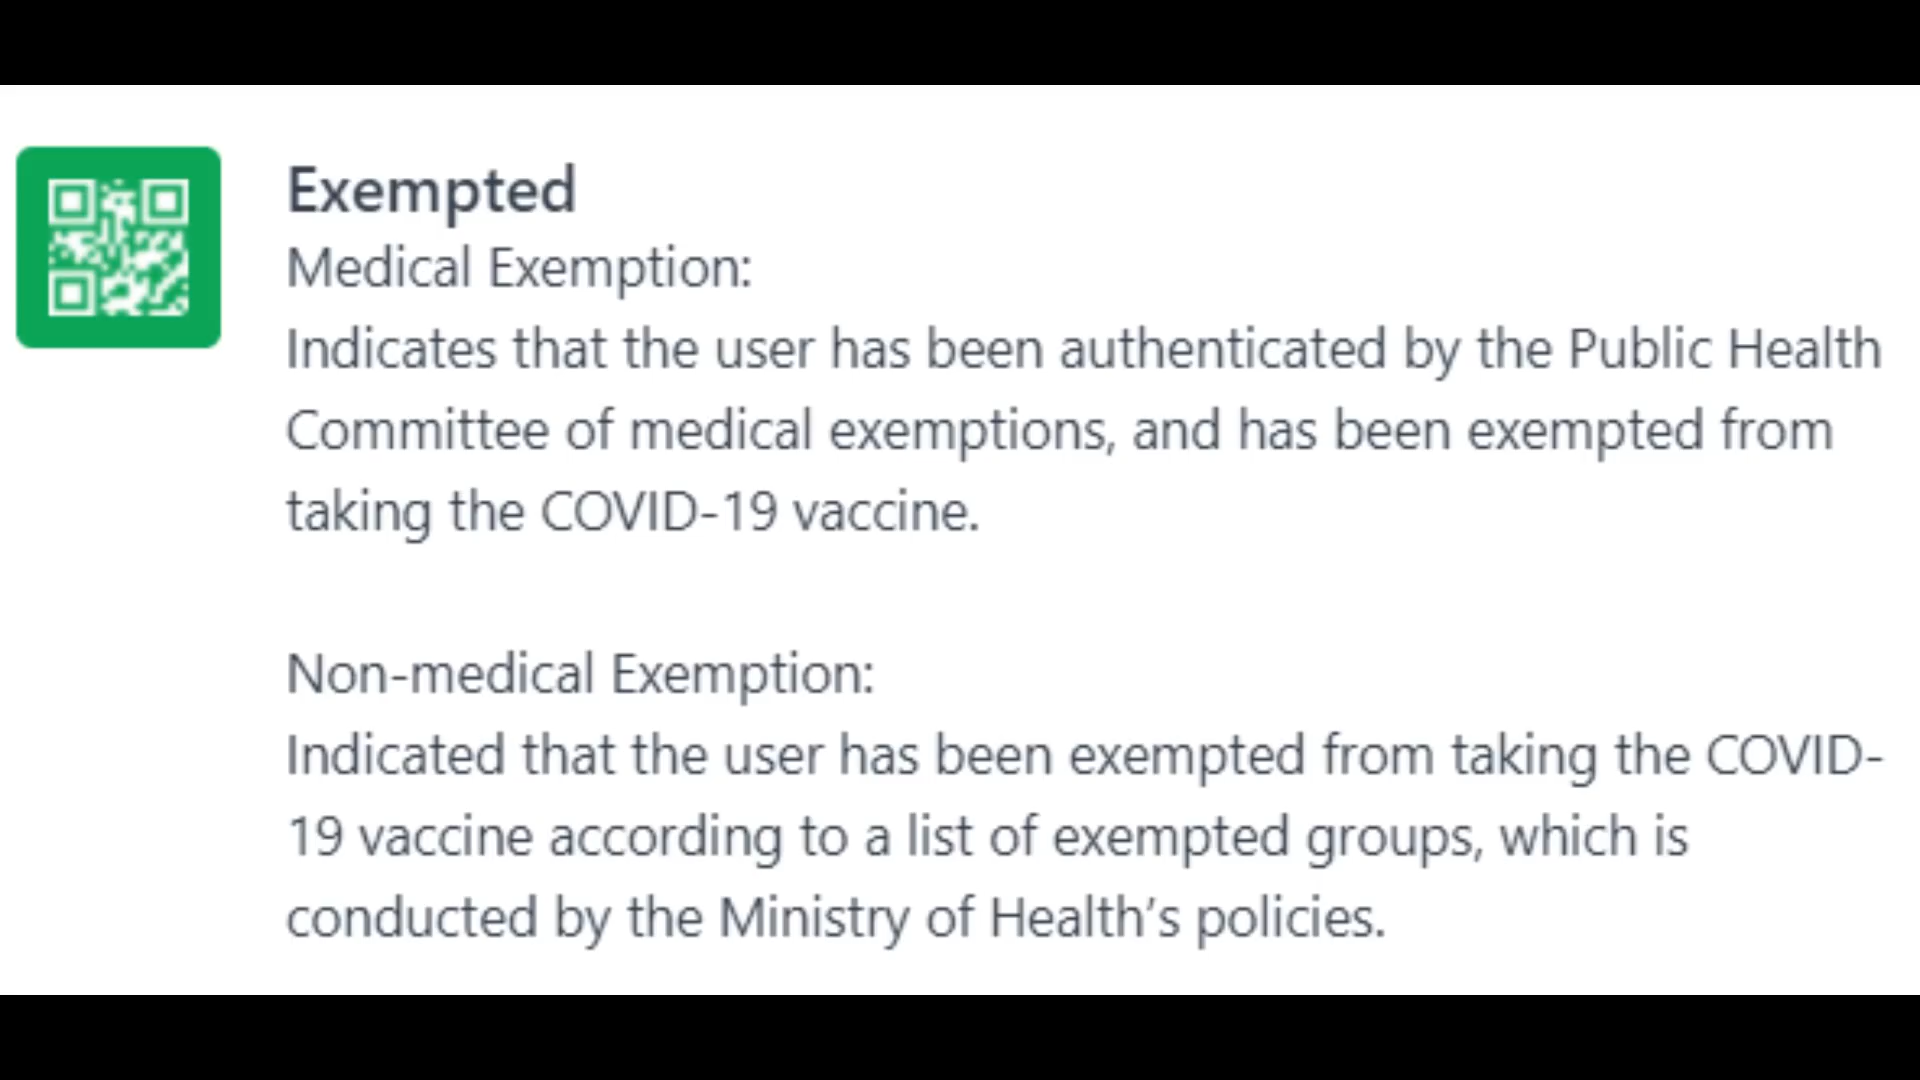 Exempted
Medical Exemption:
Indicates that the user has been authenticated by the Public Health
Committee of medical exemptions, and has been exempted from
taking the COVID-19 vaccine.
Non-medical Exemption:
Indicated that the user has been exempted from taking the COVID-
19 vaccine according to a list of exempted groups, which is
conducted by the Ministry of Health’s policies.